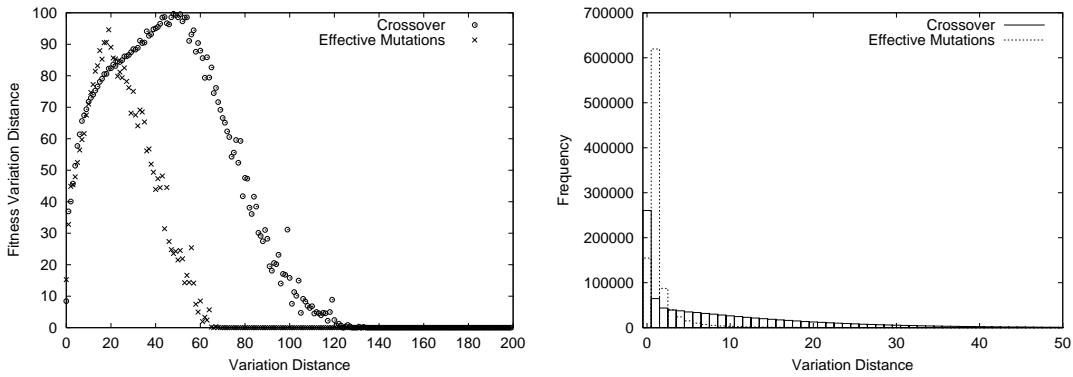 100
90
80
70
60
50
40
30
20
10
0
Fitness Variation Distance
Crossover
Effective Mutations
0 20 40 60 80 100 120 140 160 180 200
Variation Distance
700000
600000
500000
400000
300000
200000
100000
0
Frequency
Crossover
Effective Mutations
0 10 20 30 40 50
Variation Distance